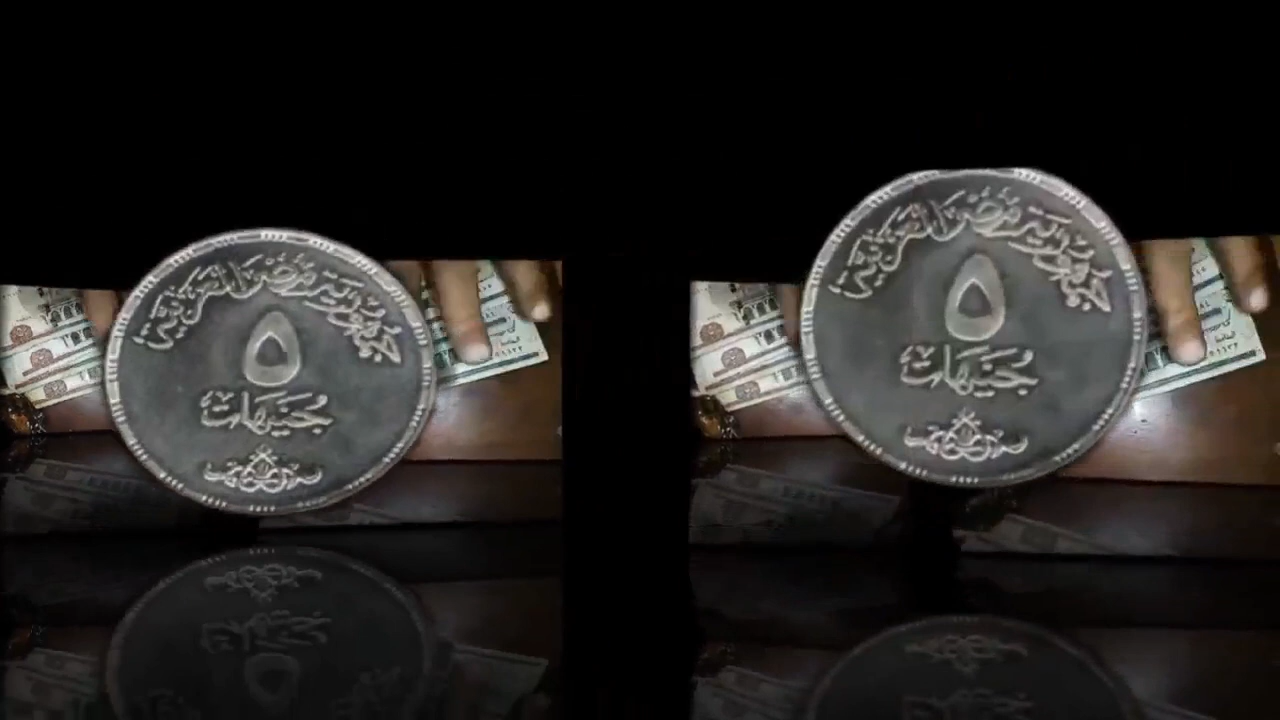 جمهورية مصر العربية
٥
جنيهات
جمهورية مصر العربية
٥
جنيهات